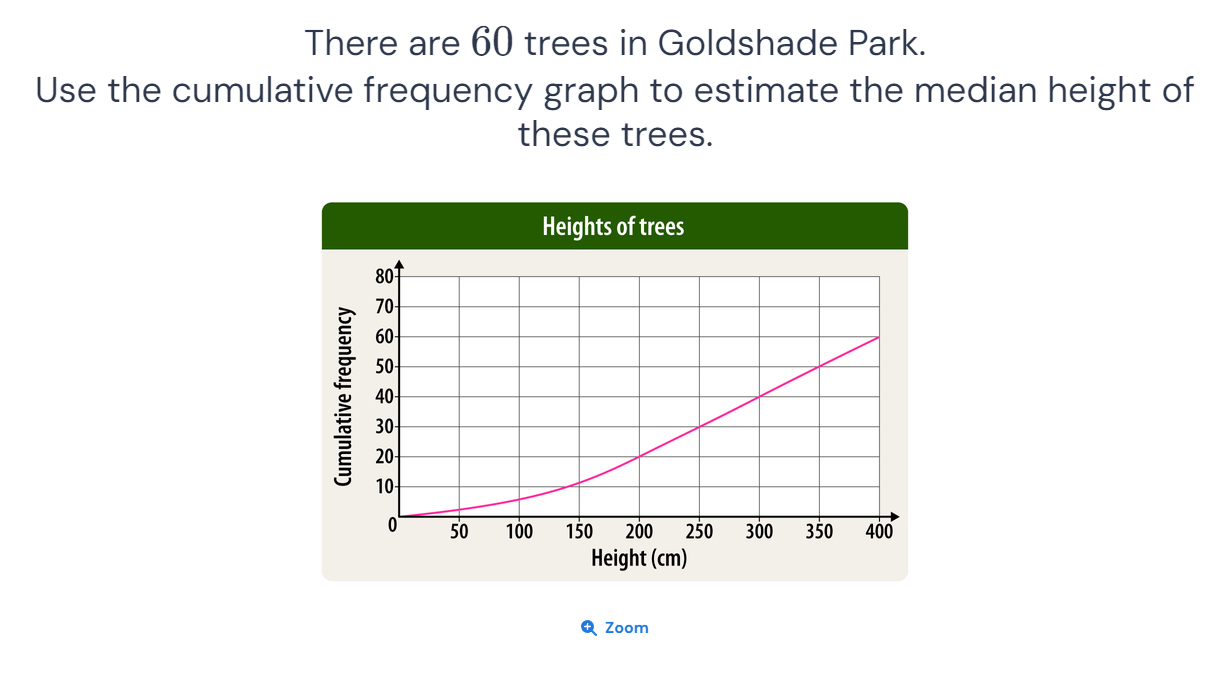 There are 60 trees in Goldshade Park.
Use the cumulative frequency graph to estimate the median height of
these trees.
Heights of trees
Cumulative frequency
80
70
60
50
40
30
20
10
0
50 100 150 200 250 300 350 400
Height (cm)
Zoom